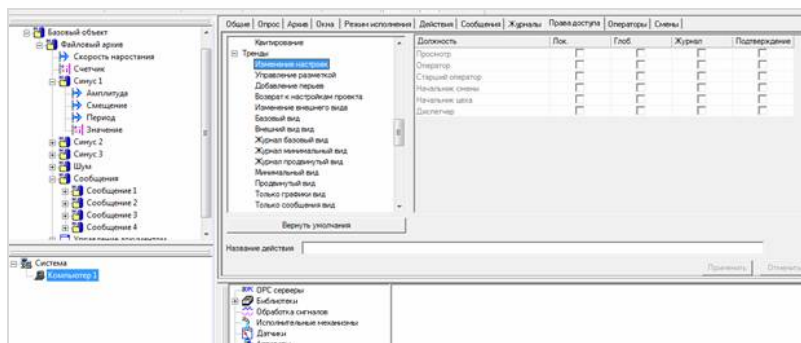 Базовый объект
Файловый архив
Скорость наростания
Счетчик
Синус 1
Амплитуда
Смещение
Период
Значение
Синус 2
Синус 3
Шум
Сообщения
Сообщение 1
Сообщение 2
Сообщение 3
Сообщение 4
Управление документом
Система
Компьютер 1
Общие Опрос Архив Окна Режим исполнения Действия Сообщения Журналы Права доступа Операторы Смены
Квитирование
Тренды
Изменение настроек
Управление разметкой
Добавление перьев
Возврат к настройкам проекта
Изменение внешнего вида
Базовый вид
Внешний вид вид
Журнал базовый вид
Журнал минимальный вид
Журнал продвинутый вид
Минимальный вид
Продвинутый вид
Только графики вид
Только сообщения вид
Вернуть умолчания
Должность Лок. Глоб. Журнал Подтверждение
Просмотр
Оператор
Старший оператор
Начальник смены
Начальник цеха
Диспетчер
Название действия
Применить Отменить
OPC серверы
Библиотеки
Обработка сигналов
Исполнительные механизмы
Датчики